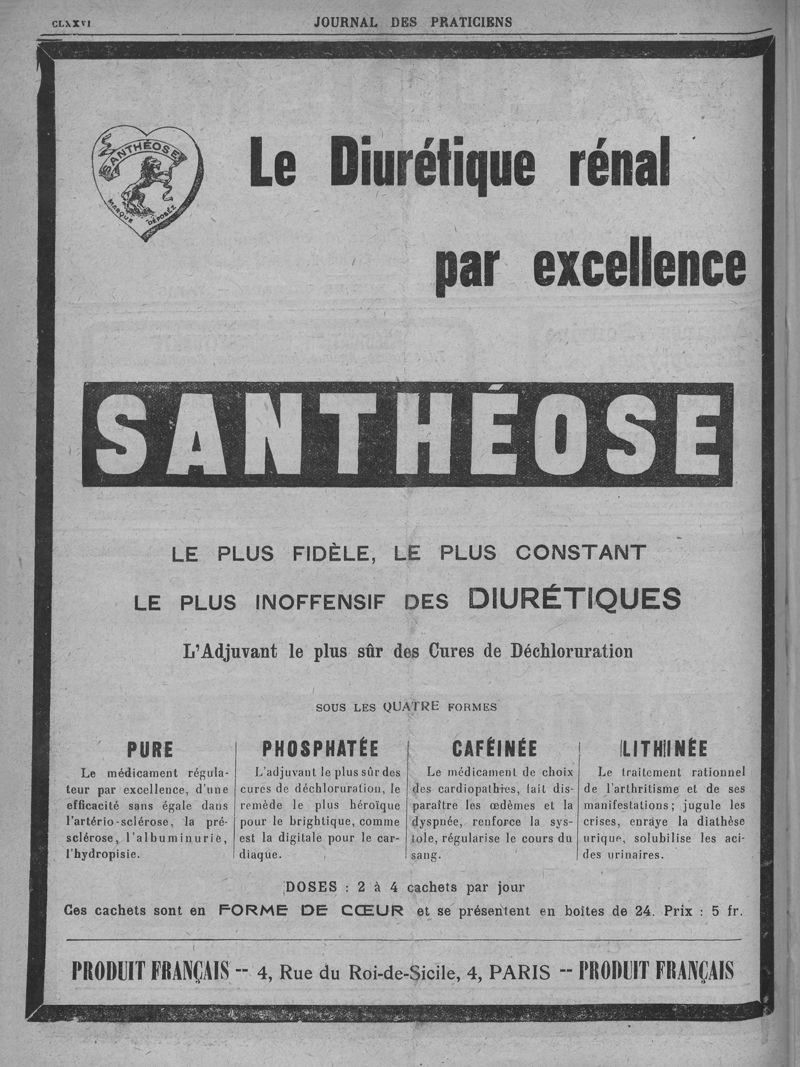 CLXXVI
JOURNAL DES PRATICIENS
SANTHÉOSE
MARQUE DÉPOSÉE
Le Diurétique rénal
par excellence
SANTHÉOSE
LE PLUS FIDÈLE, LE PLUS CONSTANT
LE PLUS INOFFENSIF DES DIURÉTIQUES
L'Adjuvant le plus sûr des Cures de Déchloruration
SOUS LES QUATRE FORMES
PURE
Le médicament régula-
teur par excellence, d'une
efficacité sans égale dans
l'artério-sclérose, la pré-
sclérose, l'albuminurie,
l'hydropisie.
PHOSPHATÉE
L'adjuvant le plus sûr des
cures de déchloruration, le
remède le plus héroïque
pour le brightique, comme
est la digitale pour le car-
diaque.
CAFÉINÉE
Le médicament de choix
des cardiopathies, fait dis-
paraître les œdèmes et la
dyspnée, renforce la sys-
tole, régularise le cours du
sang.
LITHINÉE
Le traitement rationnel
de l'arthritisme et de ses
manifestations; jugule les
crises, enraye la diathèse
urique, solubilise les aci-
des urinaires.
DOSES : 2 à 4 cachets par jour
Ces cachets sont en FORME DE CŒUR et se présentent en boîtes de 24. Prix : 5 fr.
PRODUIT FRANÇAIS -- 4, Rue du Roi-de-Sicile, 4, PARIS -- PRODUIT FRANÇAIS